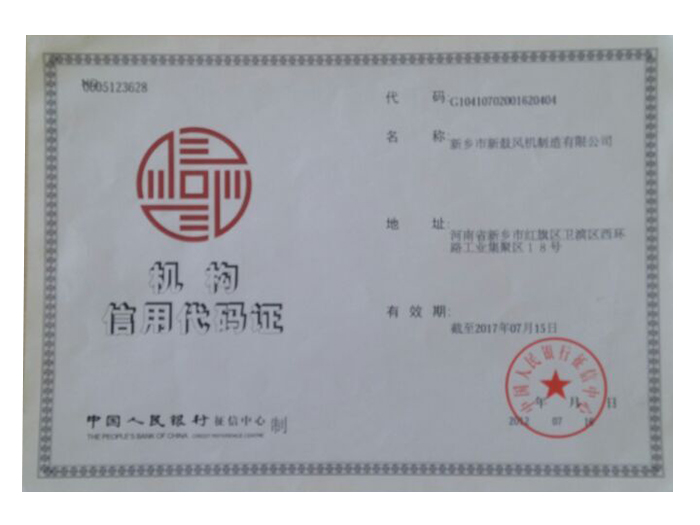 0005123628
机 构
信用代码证
中国人民银行 征信中心 制
THE PEOPLE'S BANK OF CHINA CREDIT REFERENCE CENTER
代 码: G10410702001620404
名 称: 新乡市新鼓风机制造有限公司
地 址: 河南省新乡市红旗区卫滨区西环
路工业集聚区18号
有 效 期: 截至2017年07月15日
中国人民银行征信中心
年 月 日
2012 07